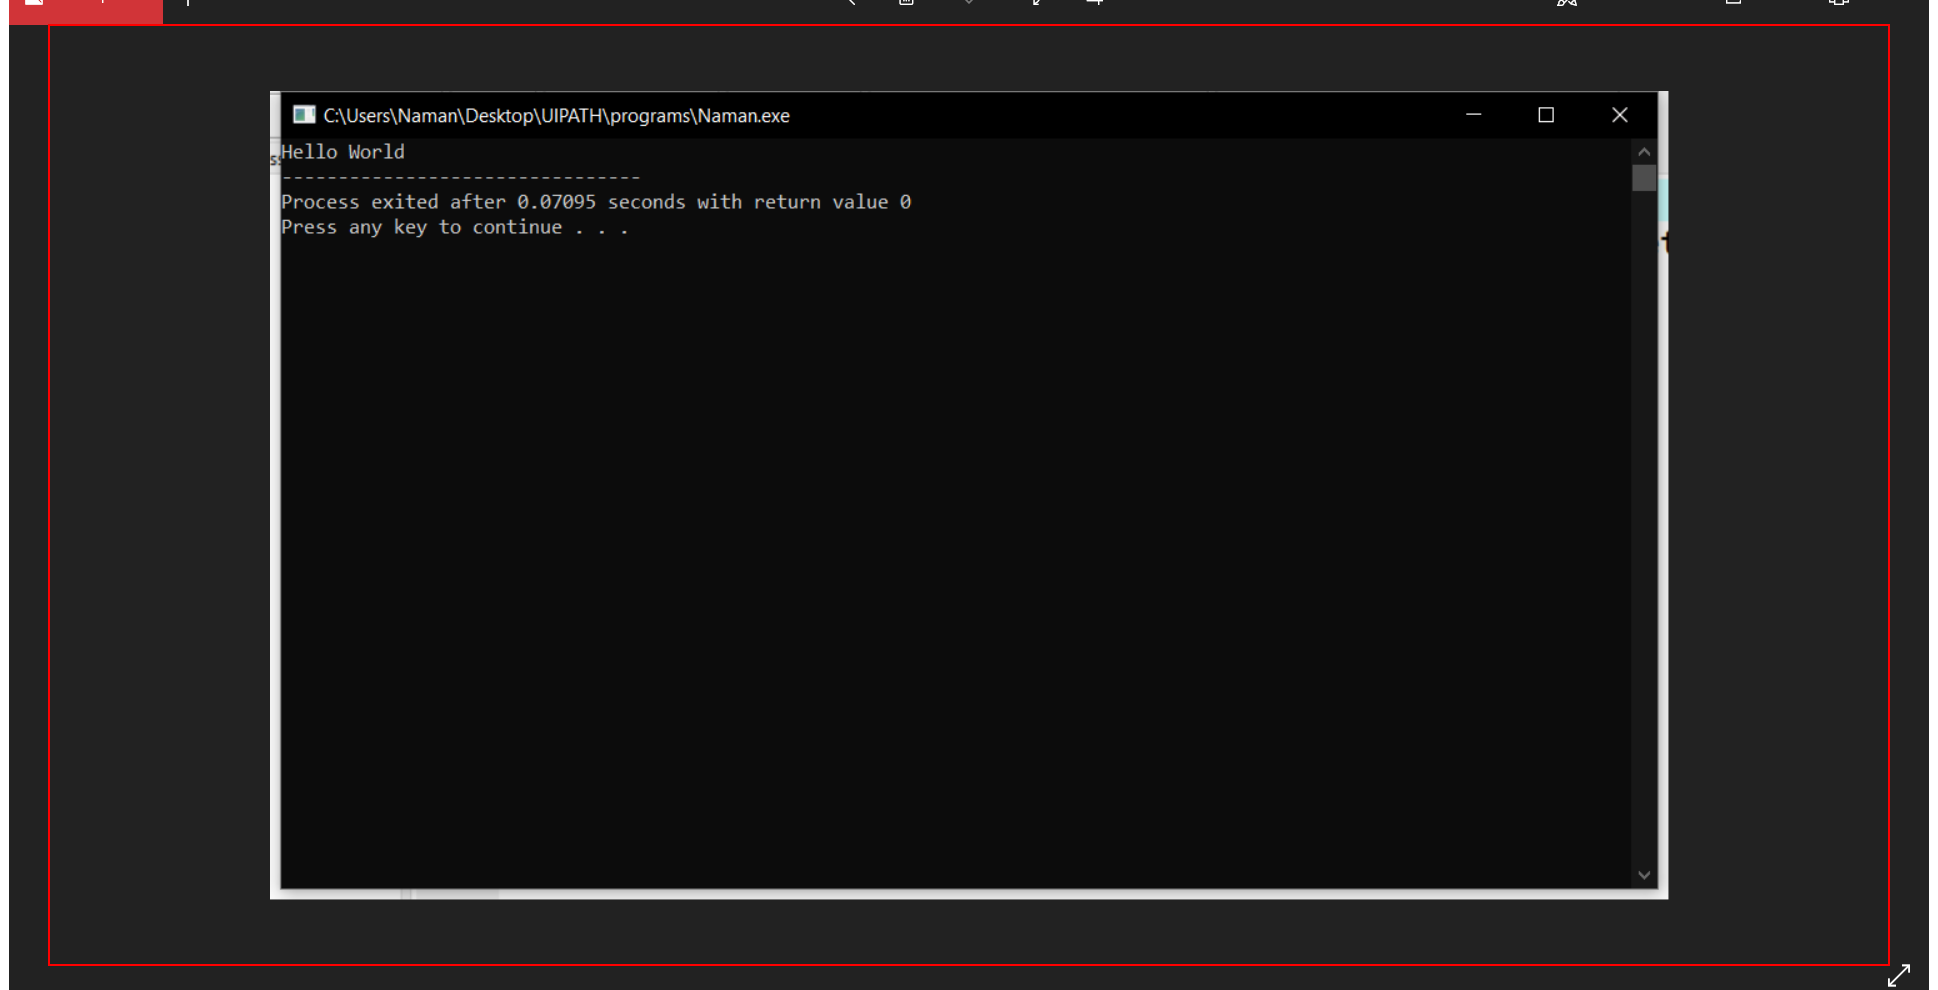 C:\Users\Naman\Desktop\UIPATH\programs\Naman.exe
Hello World
--------------------------------
Process exited after 0.07095 seconds with return value 0
Press any key to continue . . .